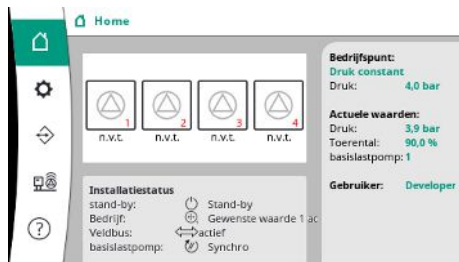 Home
1 2 3 4
n.v.t. n.v.t. n.v.t. n.v.t.
Installatiestatus
stand-by: Stand-by
Bedrijf: Gewenste waarde 1 ac
Veldbus: actief
basislastpomp: Synchro
Bedrijfspunt:
Druk constant
Druk: 4,0 bar
Actuele waarden:
Druk: 3,9 bar
Toerental: 90,0 %
basislastpomp: 1
Gebruiker: Developer
?